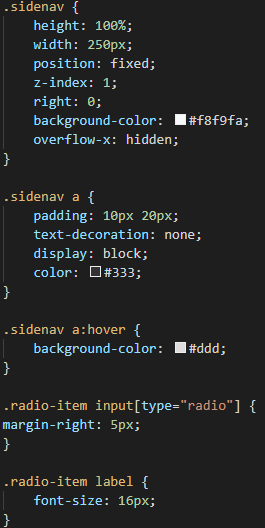 .sidenav {
    height: 100%;
    width: 250px;
    position: fixed;
    z-index: 1;
    right: 0;
    background-color: #f8f9fa;
    overflow-x: hidden;
}

.sidenav a {
    padding: 10px 20px;
    text-decoration: none;
    display: block;
    color: #333;
}

.sidenav a:hover {
    background-color: #ddd;
}

.radio-item input[type="radio"] {
margin-right: 5px;
}

.radio-item label {
    font-size: 16px;
}